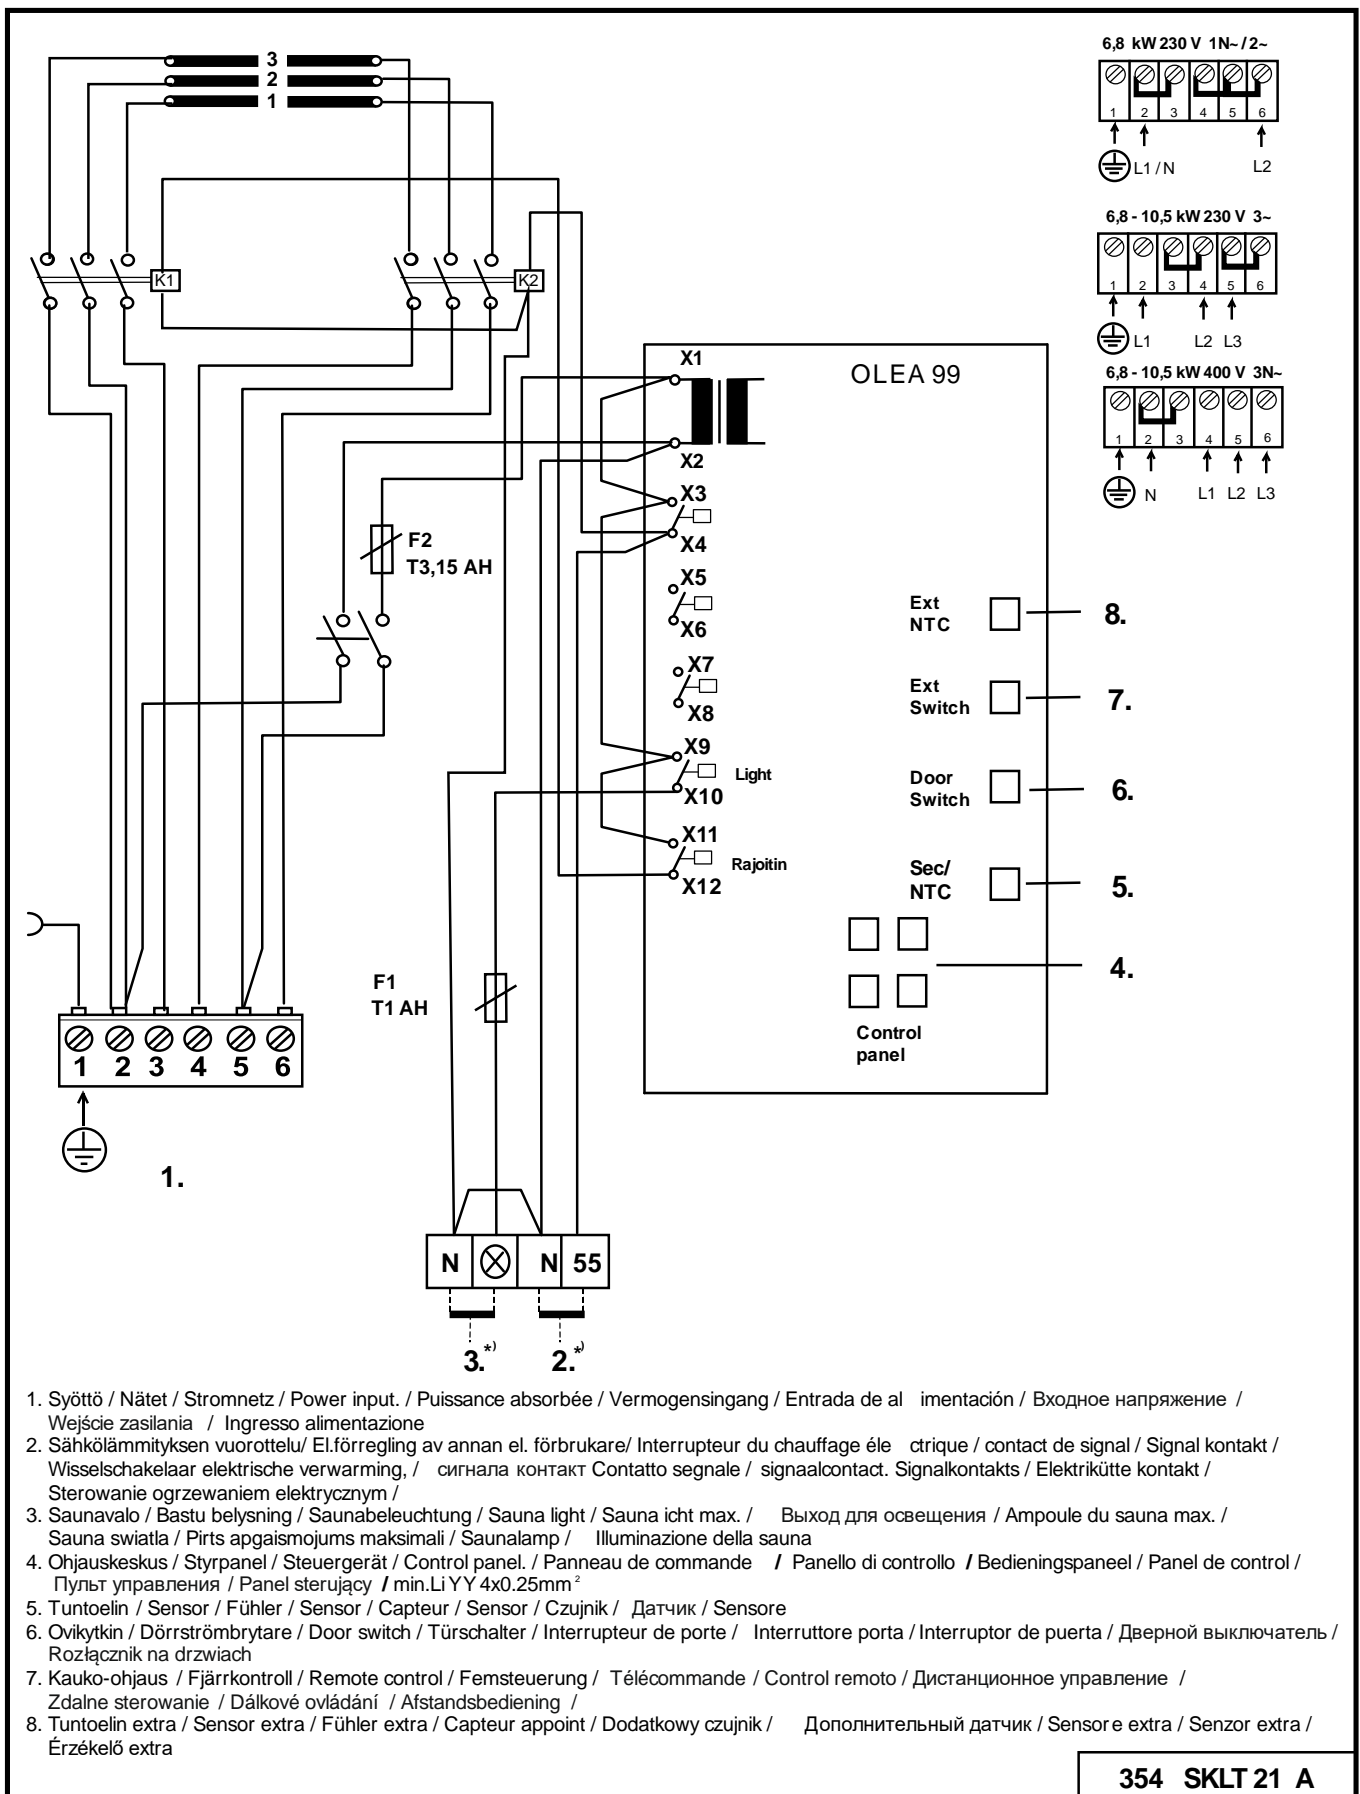 3
2
1
K1
K2
6,8 kW 230 V 1N~ / 2~
1 2 3 4 5 6
L1 / N L2
6,8 - 10,5 kW 230 V 3~
1 2 3 4 5 6
L1 L2 L3
6,8 - 10,5 kW 400 V 3N~
1 2 3 4 5 6
N L1 L2 L3
OLEA 99
X1
X2
X3
X4
X5
X6
X7
X8
X9
Light
X10
X11
Rajoitin
X12
F2
T3,15 AH
Ext
NTC
8.
Ext
Switch
7.
Door
Switch
6.
Sec/
NTC
5.
4.
Control
panel
F1
T1 AH
1 2 3 4 5 6
1.
N N 55
3.*) 2.*)
1. Syöttö / Nätet / Stromnetz / Power input. / Puissance absorbée / Vermogensingang / Entrada de al imentación / Входное напряжение /
Wejście zasilania / Ingresso alimentazione
2. Sähkölämmityksen vuorottelu/ El.förregling av annan el. förbrukare/ Interrupteur du chauffage éle ctrique / contact de signal / Signal kontakt /
Wisselschakelaar elektrische verwarming, / сигнала контакт Contatto segnale / signaalcontact. Signalkontakts / Elektrikütte kontakt /
Sterowanie ogrzewaniem elektrycznym /
3. Saunavalo / Bastu belysning / Saunabeleuchtung / Sauna light / Sauna icht max. / Выход для освещения / Ampoule du sauna max. /
Sauna swiatla / Pirts apgaismojums maksimali / Saunalamp / Illuminazione della sauna
4. Ohjauskeskus / Styrpanel / Steuergerät / Control panel. / Panneau de commande / Panello di controllo / Bedieningspaneel / Panel de control /
Пульт управления / Panel sterujący / min.Li YY 4x0.25mm²
5. Tuntoelin / Sensor / Fühler / Sensor / Capteur / Sensor / Czujnik / Датчик / Sensore
6. Ovikytkin / Dörrströmbrytare / Door switch / Türschalter / Interrupteur de porte / Interruttore porta / Interruptor de puerta / Дверной выключатель /
Rozłącznik na drzwiach
7. Kauko-ohjaus / Fjärrkontroll / Remote control / Femsteuerung / Télécommande / Control remoto / Дистанционное управление /
Zdalne sterowanie / Dálkové ovládání / Afstandsbediening /
8. Tuntoelin extra / Sensor extra / Fühler extra / Capteur appoint / Dodatkowy czujnik / Дополнительный датчик / Sensore extra / Senzor extra /
Érzékelő extra
354 SKLT 21 A